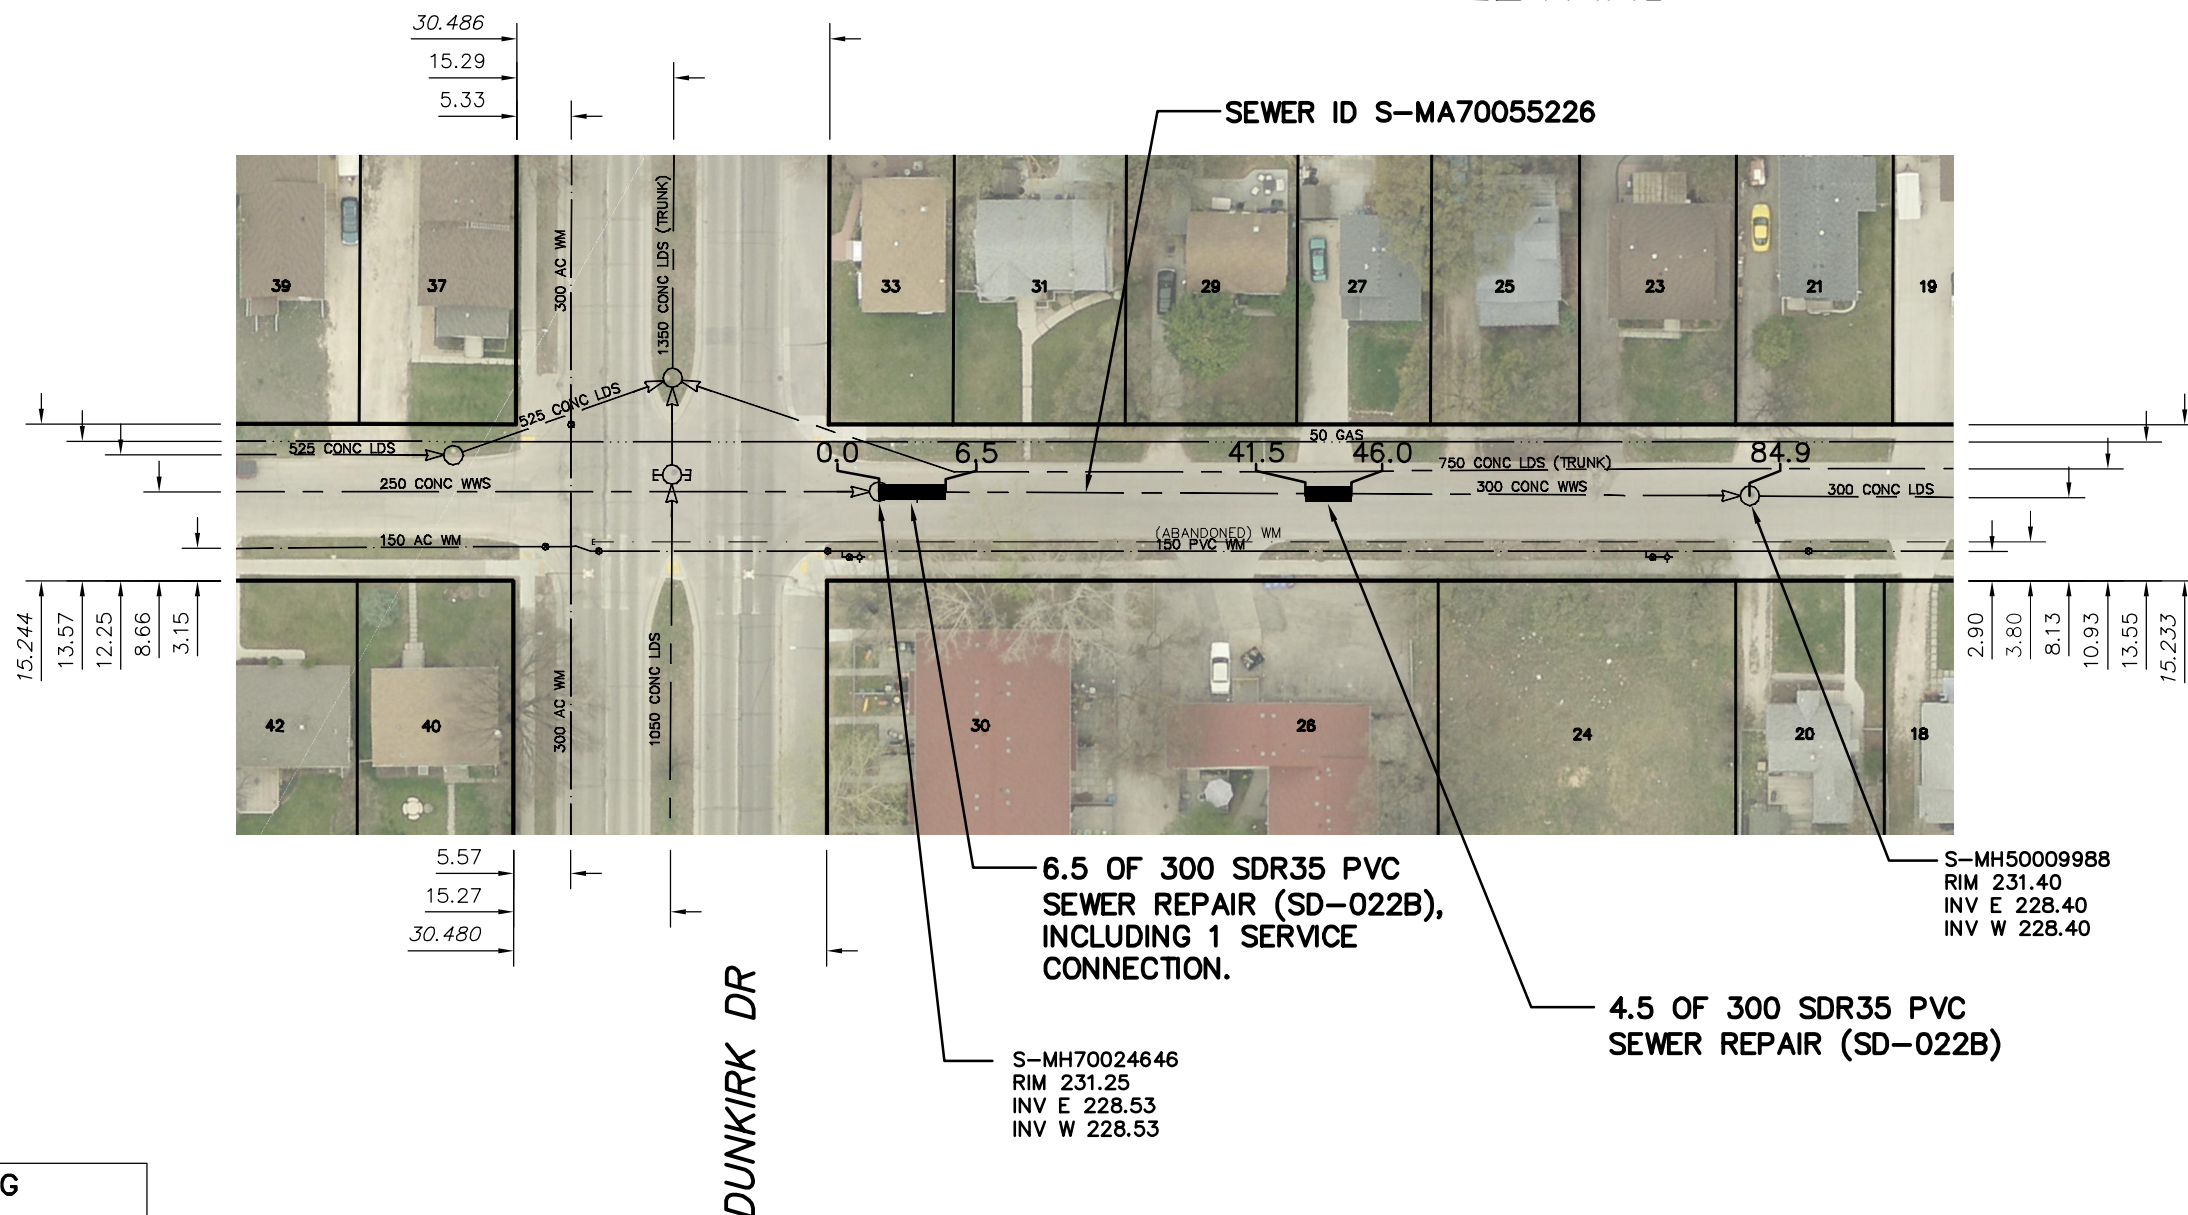 30.486
15.29
5.33
SEWER ID S-MA70055226
300 AC WM
1350 CONC LDS (TRUNK)
39
37
33
31
29
27
25
23
21
19
525 CONC LDS
525 CONC LDS
50 GAS
0.0
6.5
41.5
46.0
84.9
750 CONC LDS (TRUNK)
250 CONC WWS
300 CONC WWS
300 CONC LDS
150 AC WM
E
(ABANDONED) WM
150 PVC WM
15.244
13.57
12.25
8.66
3.15
2.90
3.80
8.13
10.93
13.55
15.233
300 AC WM
1050 CONC LDS
42
40
30
26
24
20
18
5.57
15.27
30.480
6.5 OF 300 SDR35 PVC
SEWER REPAIR (SD-022B),
INCLUDING 1 SERVICE
CONNECTION.
S-MH50009988
RIM 231.40
INV E 228.40
INV W 228.40
4.5 OF 300 SDR35 PVC
SEWER REPAIR (SD-022B)
S-MH70024646
RIM 231.25
INV E 228.53
INV W 228.53
DUNKIRK DR
G